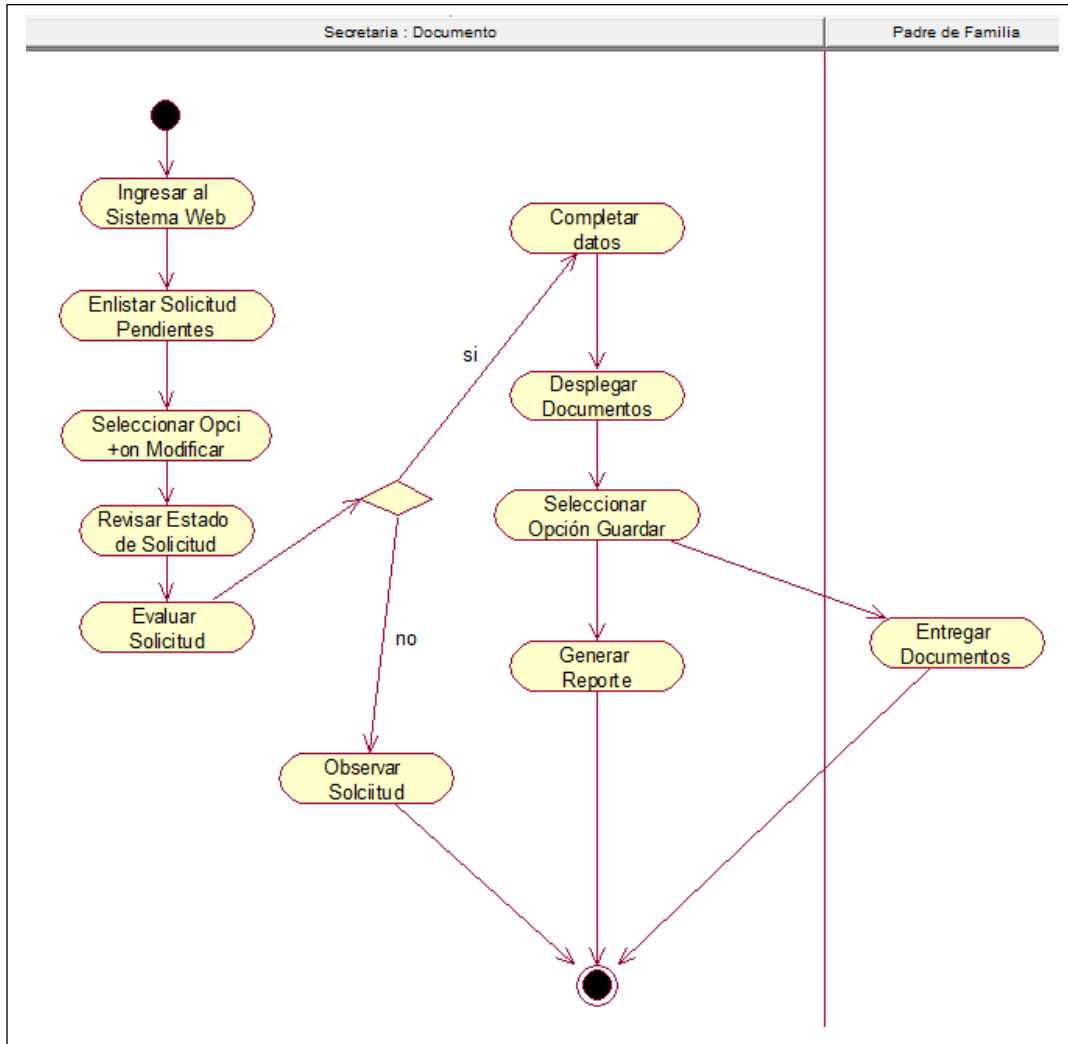 Secretaria : Documento
Padre de Familia
Ingresar al
Sistema Web
Enlistar Solicitud
Pendientes
Seleccionar Opci
+on Modificar
Revisar Estado
de Solicitud
Evaluar
Solicitud
si
no
Observar
Solciitud
Completar
datos
Desplegar
Documentos
Seleccionar
Opción Guardar
Generar
Reporte
Entregar
Documentos